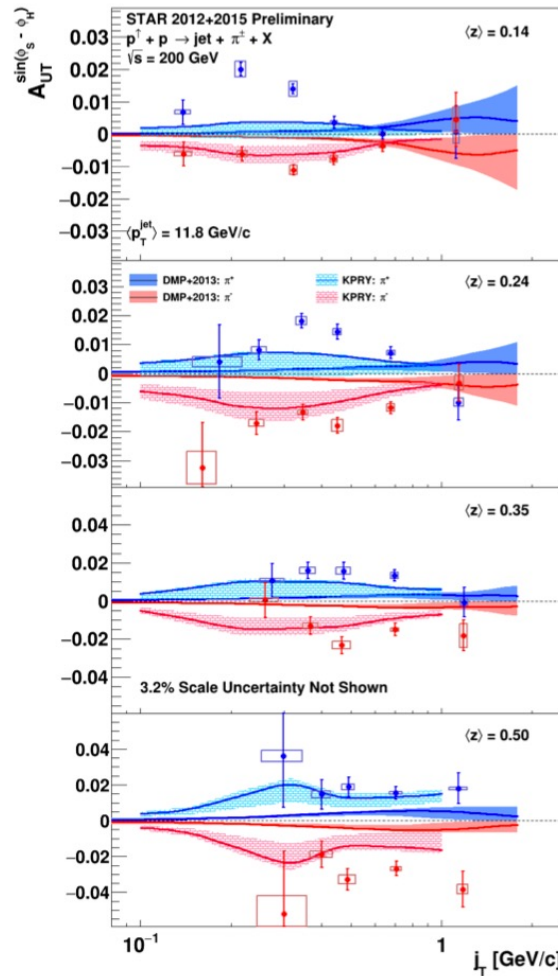 A_UT^sin(φ_S - φ_H)
STAR 2012+2015 Preliminary
p↑ + p → jet + π± + X
√s = 200 GeV
⟨z⟩ = 0.14
0.03
0.02
0.01
0
−0.01
−0.02
−0.03
⟨p_T^jet⟩ = 11.8 GeV/c
DMP+2013: π⁺
KPRY: π⁺
DMP+2013: π⁻
KPRY: π⁻
⟨z⟩ = 0.24
0.03
0.02
0.01
0
−0.01
−0.02
−0.03
⟨z⟩ = 0.35
0.04
0.02
0
−0.02
−0.04
3.2% Scale Uncertainty Not Shown
⟨z⟩ = 0.50
0.04
0.02
0
−0.02
−0.04
10⁻¹
1
j_T [GeV/c]